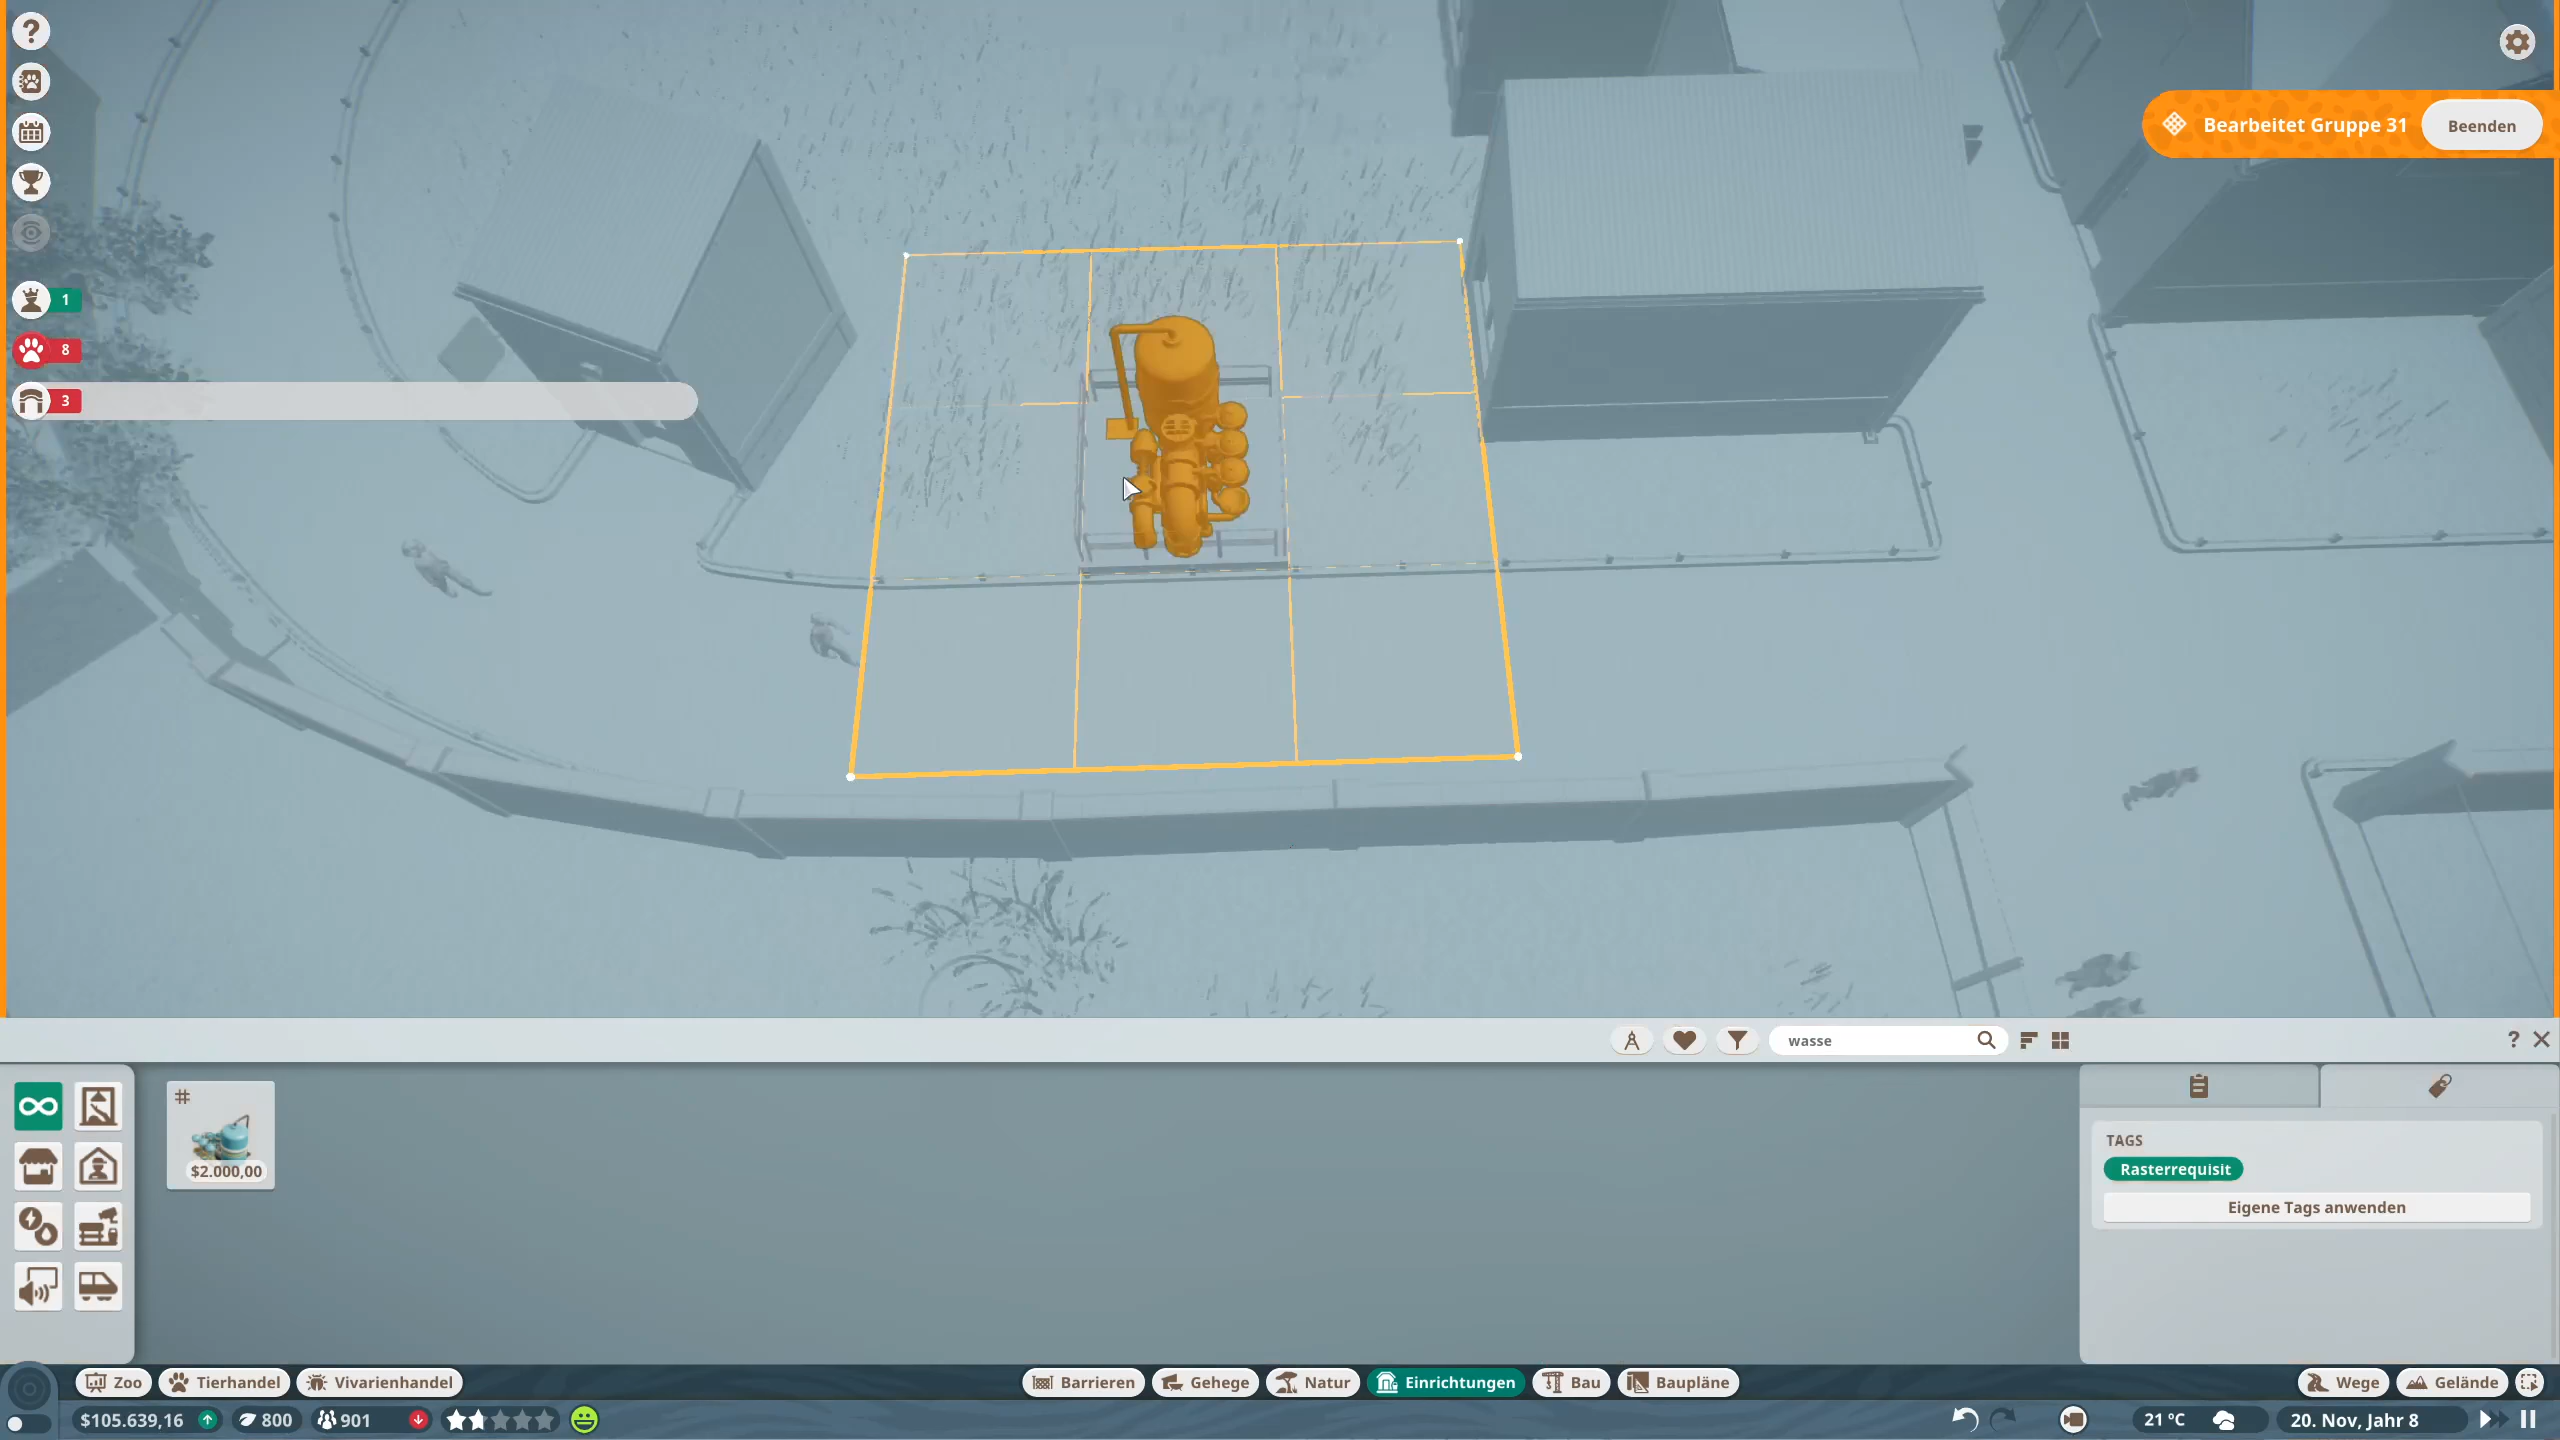 ?
Bearbeitet Gruppe 31
Beenden
1
8
3
wasse
?
$2.000,00
TAGS
Rasterrequisit
Eigene Tags anwenden
Zoo
Tierhandel
Vivarienhandel
Barrieren
Gehege
Natur
Einrichtungen
Bau
Baupläne
Wege
Gelände
$105.639,16
800
901
21 °C
20. Nov, Jahr 8